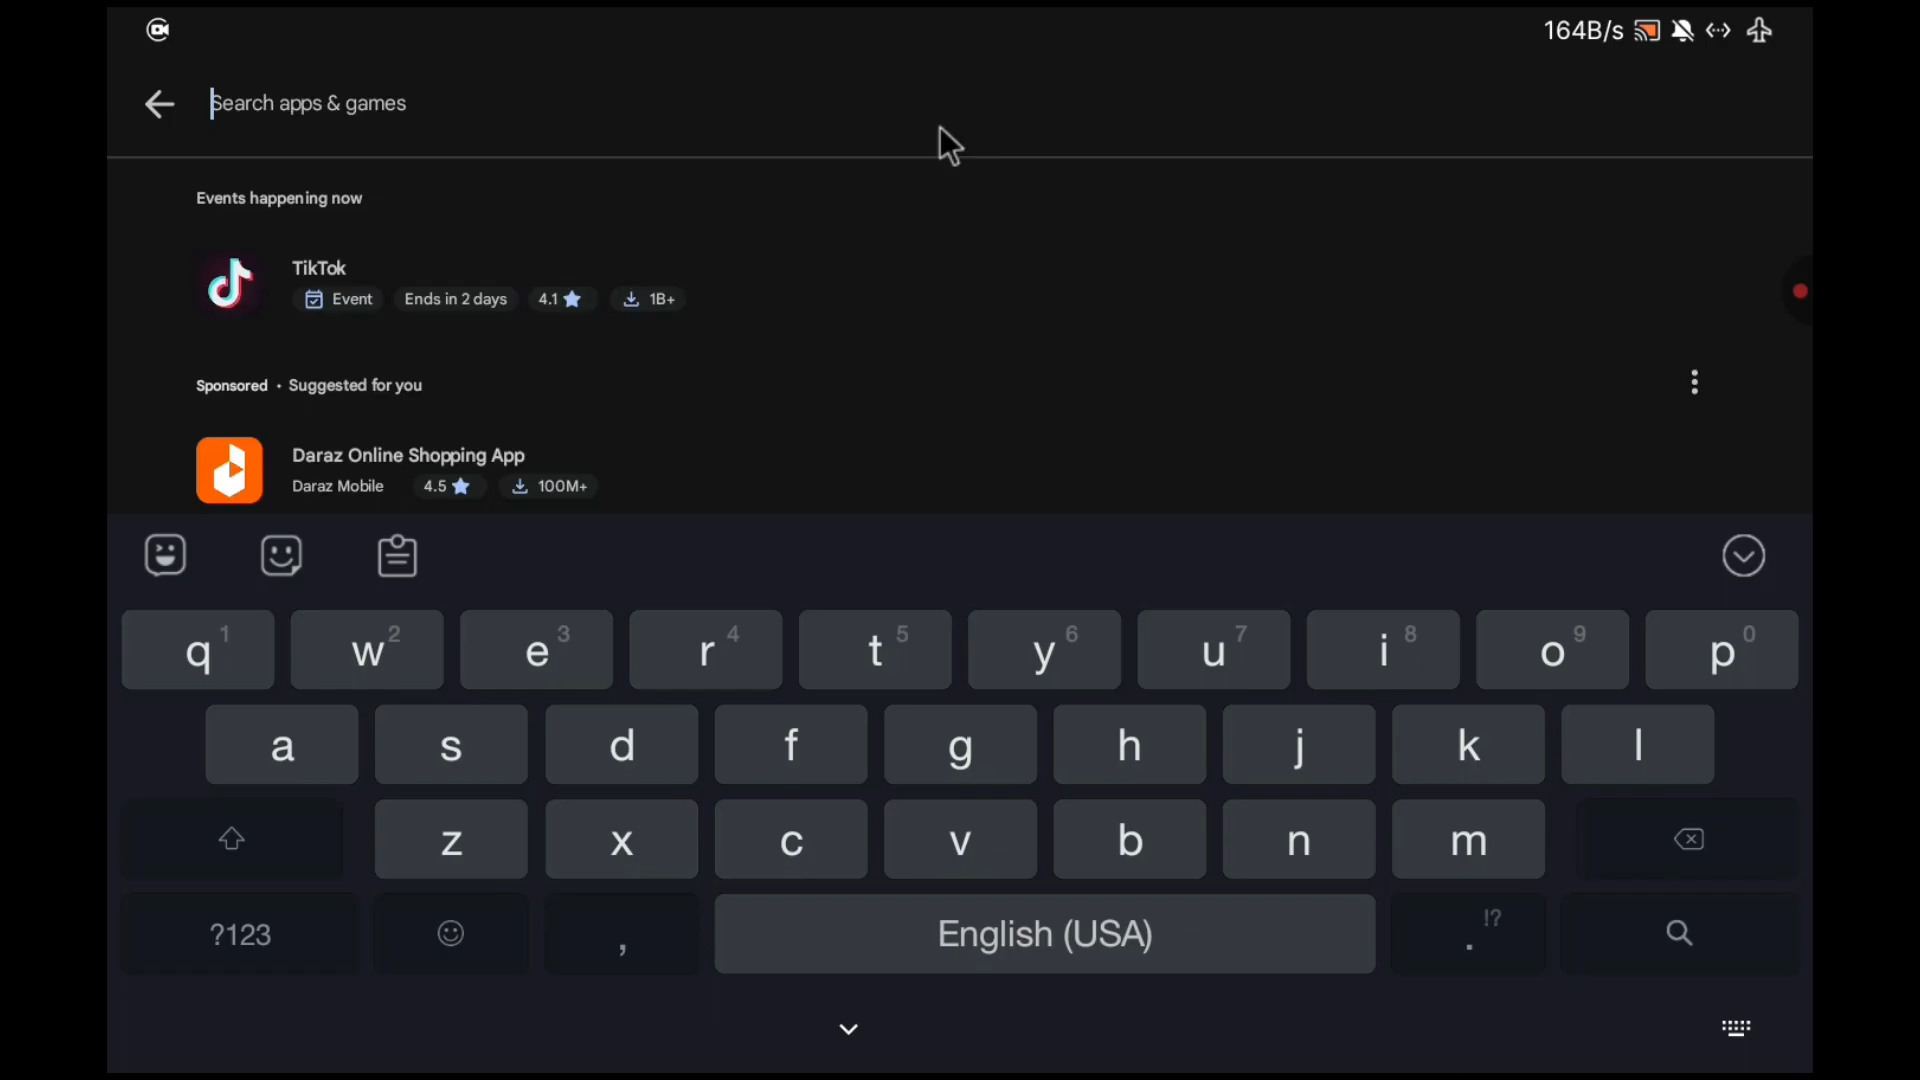 164B/s
Search apps & games
Events happening now
TikTok
Event Ends in 2 days 4.1 1B+
Sponsored • Suggested for you
Daraz Online Shopping App
Daraz Mobile 4.5 100M+
q 1 w 2 e 3 r 4 t 5 y 6 u 7 i 8 o 9 p 0
a s d f g h j k l
z x c v b n m
?123 , English (USA) . !?